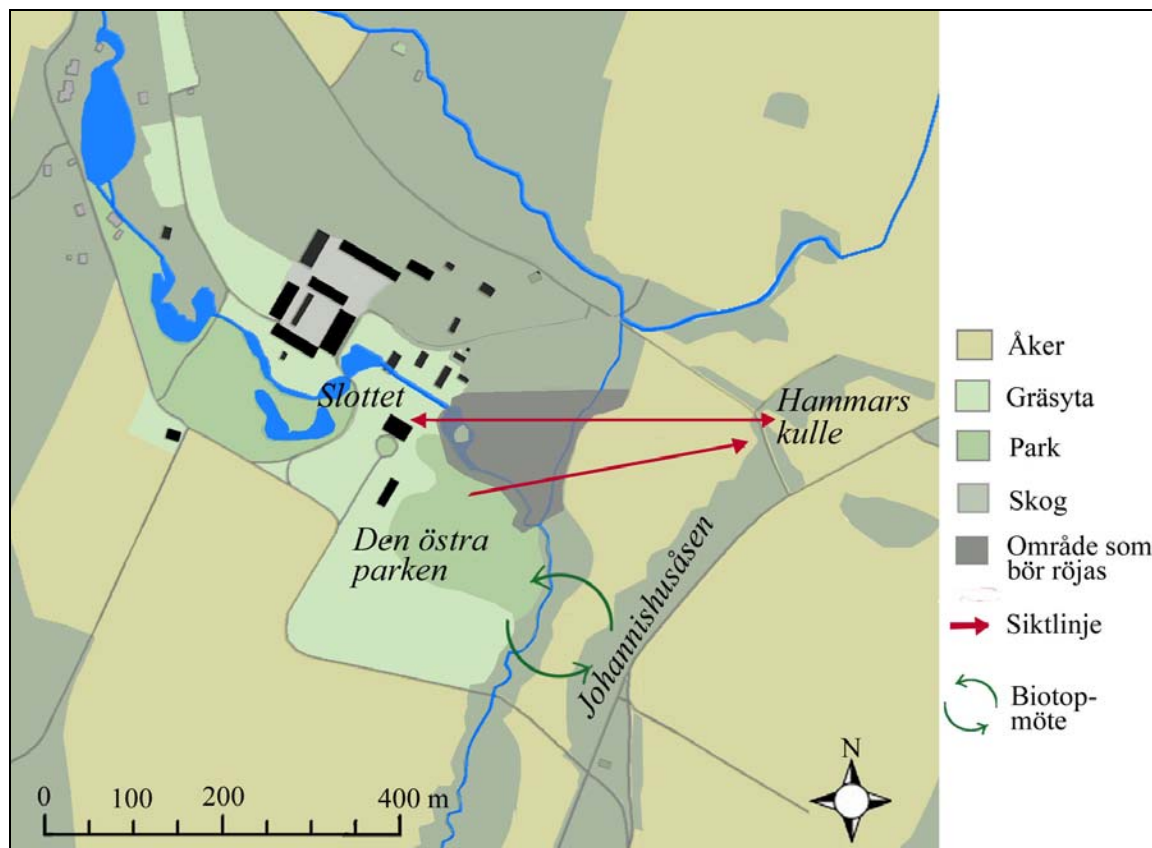 Slottet
Hammars
kulle
Den östra
parken
Johannishusåsen
0 100 200 400 m
N
Åker
Gräsyta
Park
Skog
Område som
bör röjas
Siktlinje
Biotop-
möte